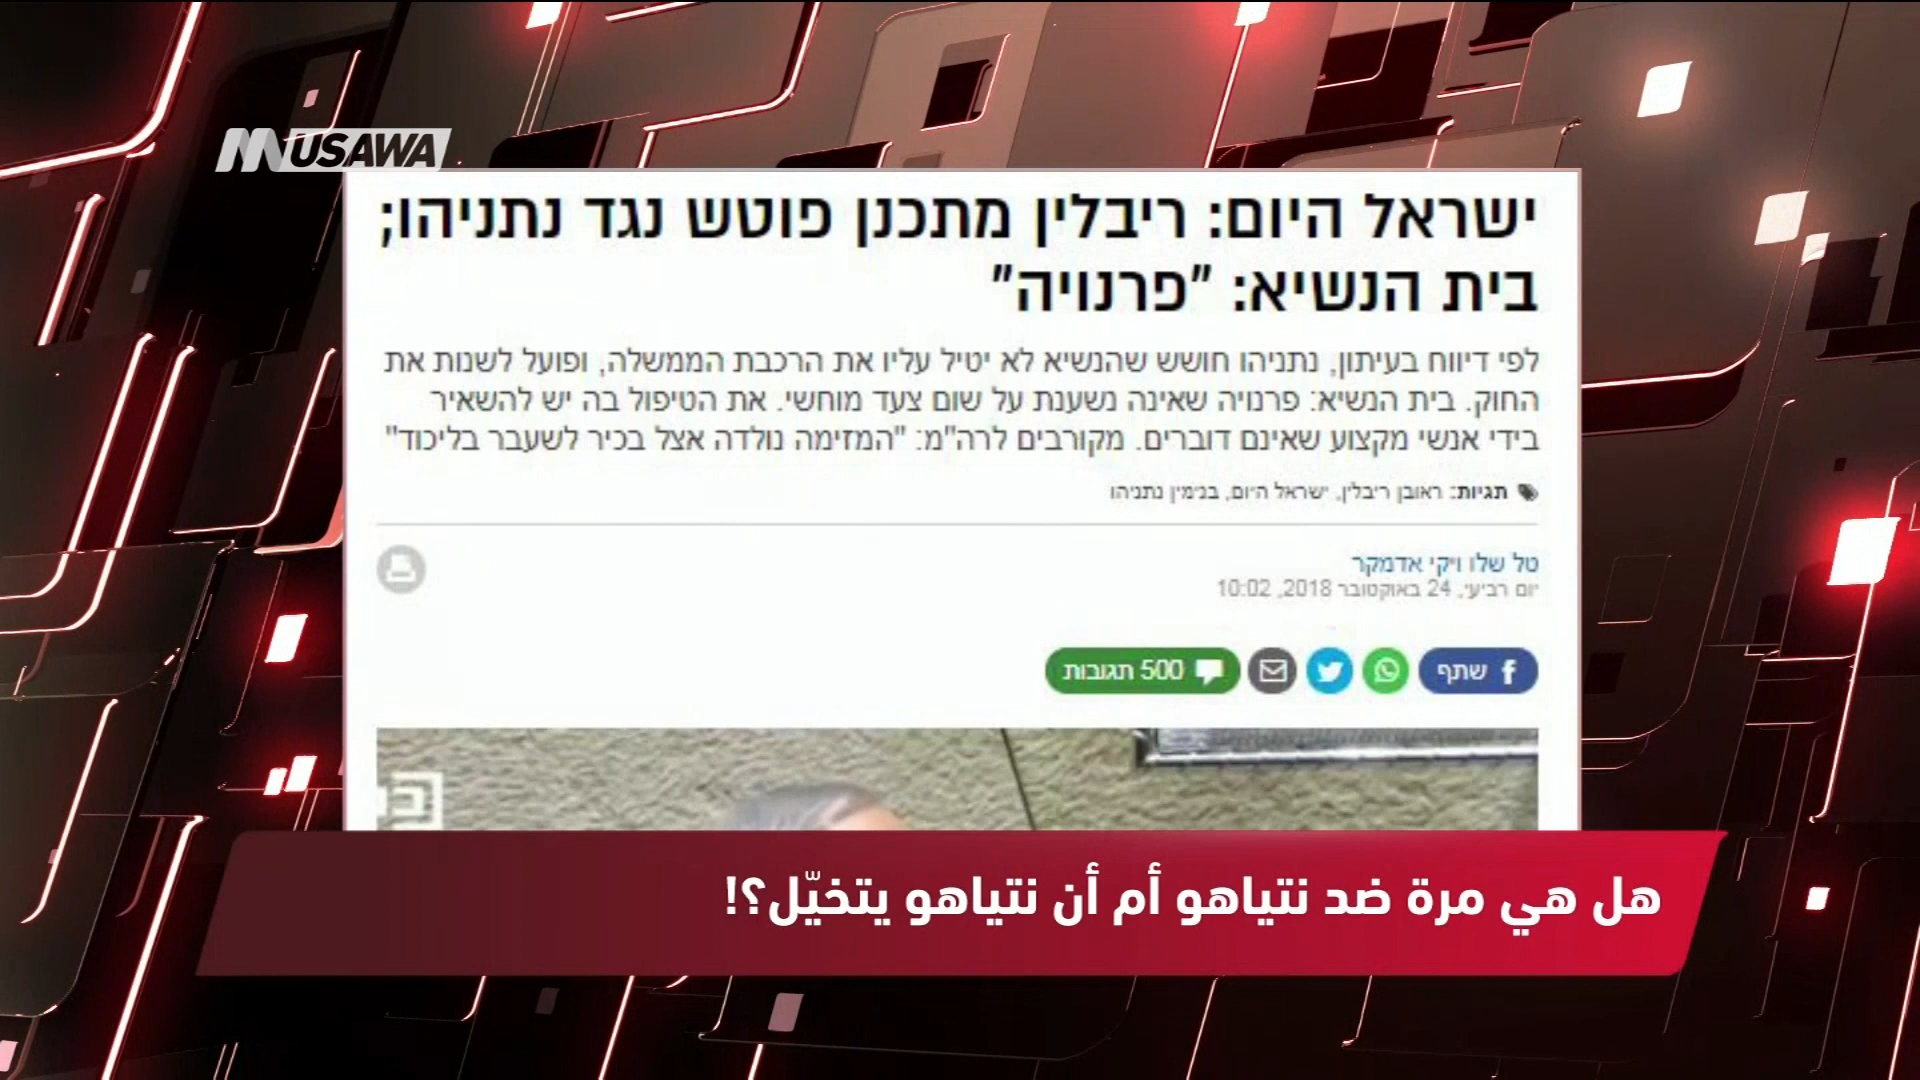 MUSAWA
ישראל היום: ריבלין מתכנן פוטש נגד נתניהו;
בית הנשיא: "פרנויה"
לפי דיווח בעיתון, נתניהו חושש שהנשיא לא יטיל עליו את הרכבת הממשלה, ופועל לשנות את
החוק. בית הנשיא: פרנויה שאינה נשענת על שום צעד מוחשי. את הטיפול בה יש להשאיר
בידי אנשי מקצוע שאינם דוברים. מקורבים לרה"מ: "המזימה נולדה אצל בכיר לשעבר בליכוד"
תגיות: ראובן ריבלין, ישראל היום, בנימין נתניהו
טל שלו ויקי אדמקר
יום רביעי, 24 באוקטובר 2018, 10:02
שתף
500 תגובות
هل هي مرة ضد نتياهو أم أن نتياهو يتخيّل؟!